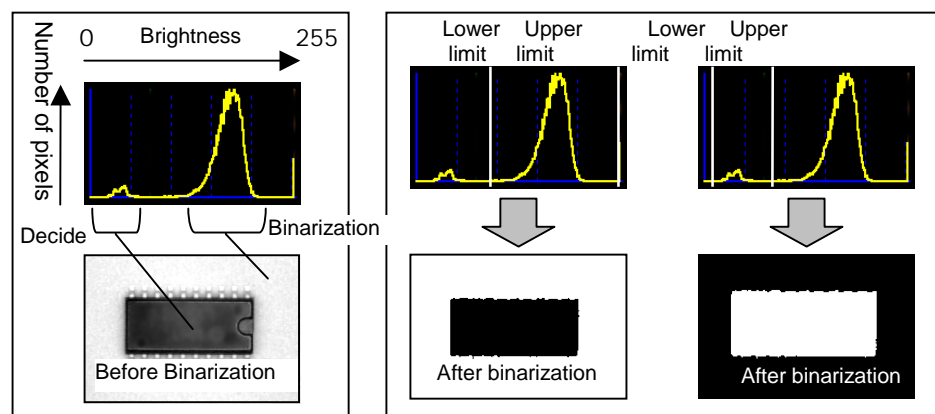 0 Brightness 255
Number of pixels
Decide
Binarization
Before Binarization
Lower Upper Lower Upper
limit limit limit limit
After binarization
After binarization